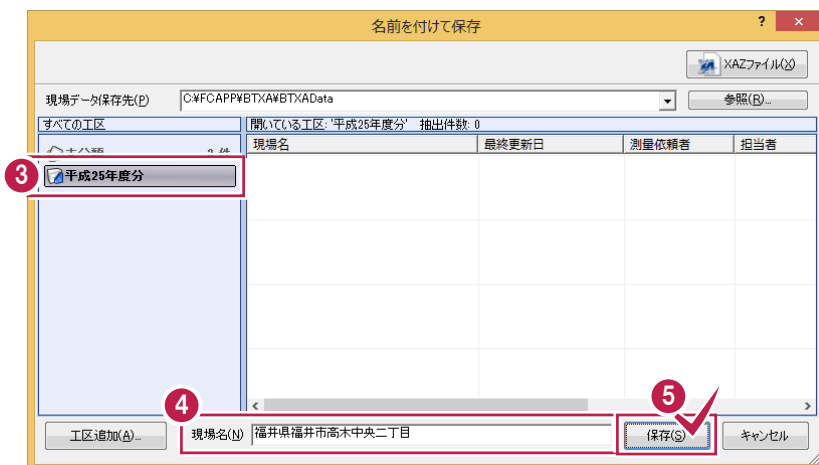 名前を付けて保存
? ×
XAZファイル(X)
現場データ保存先(P) C:¥FCAPP¥BTXA¥BTXAData 参照(R)...
すべての工区 開いている工区:'平成25年度分' 抽出件数: 0
現場名 最終更新日 測量依頼者 担当者
3 平成25年度分
4 5
工区追加(A)... 現場名(N) 福井県福井市高木中央二丁目 保存(S) キャンセル